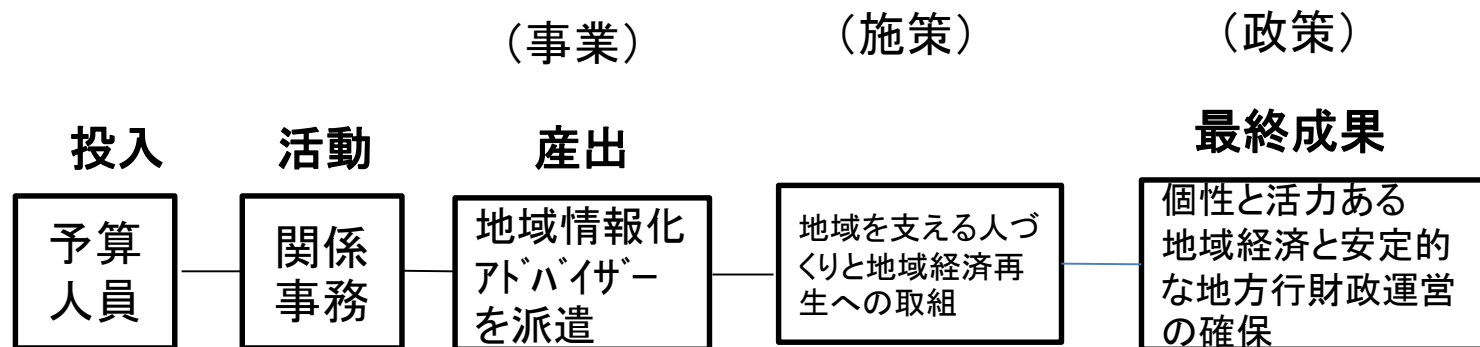 （事業）
（施策）
（政策）
投入
活動
産出
最終成果
予算
人員
関係
事務
地域情報化
ｱﾄﾞﾊﾞｲｻﾞｰ
を派遣
地域を支える人づ
くりと地域経済再
生への取組
個性と活力ある
地域経済と安定的
な地方行財政運営
の確保